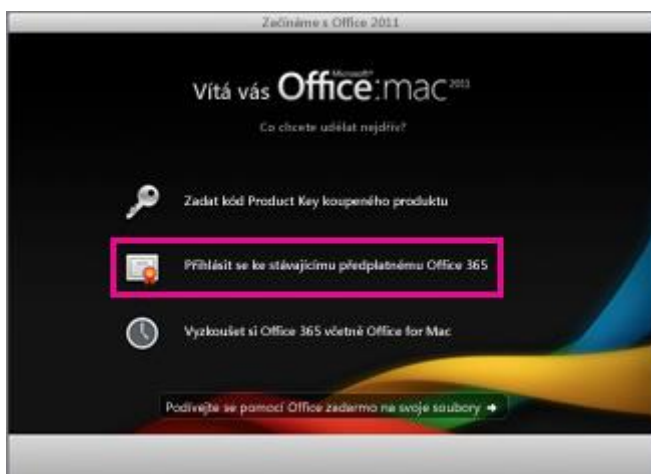 Začínáme s Office 2011
Microsoft®
Vítá vás Office:mac 2011
Co chcete udělat nejdřív?
Zadat kód Product Key koupeného produktu
Přihlásit se ke stávajícímu předplatnému Office 365
Vyzkoušet si Office 365 včetně Office for Mac
Podívejte se pomocí Office zadarmo na svoje soubory